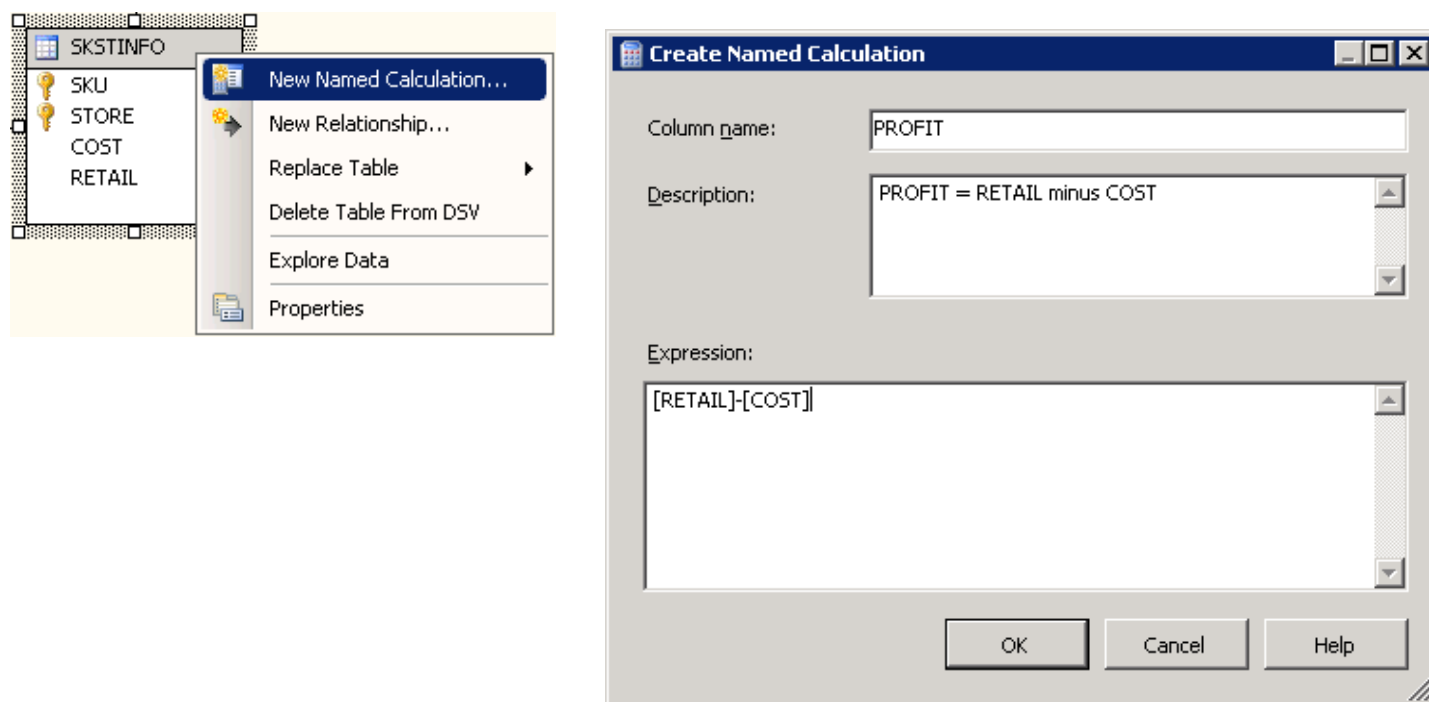 SKSTINFO
SKU
STORE
COST
RETAIL
New Named Calculation...
New Relationship...
Replace Table
Delete Table From DSV
Explore Data
Properties
Create Named Calculation
Column name:
PROFIT
Description:
PROFIT = RETAIL minus COST
Expression:
[RETAIL]-[COST]
OK
Cancel
Help